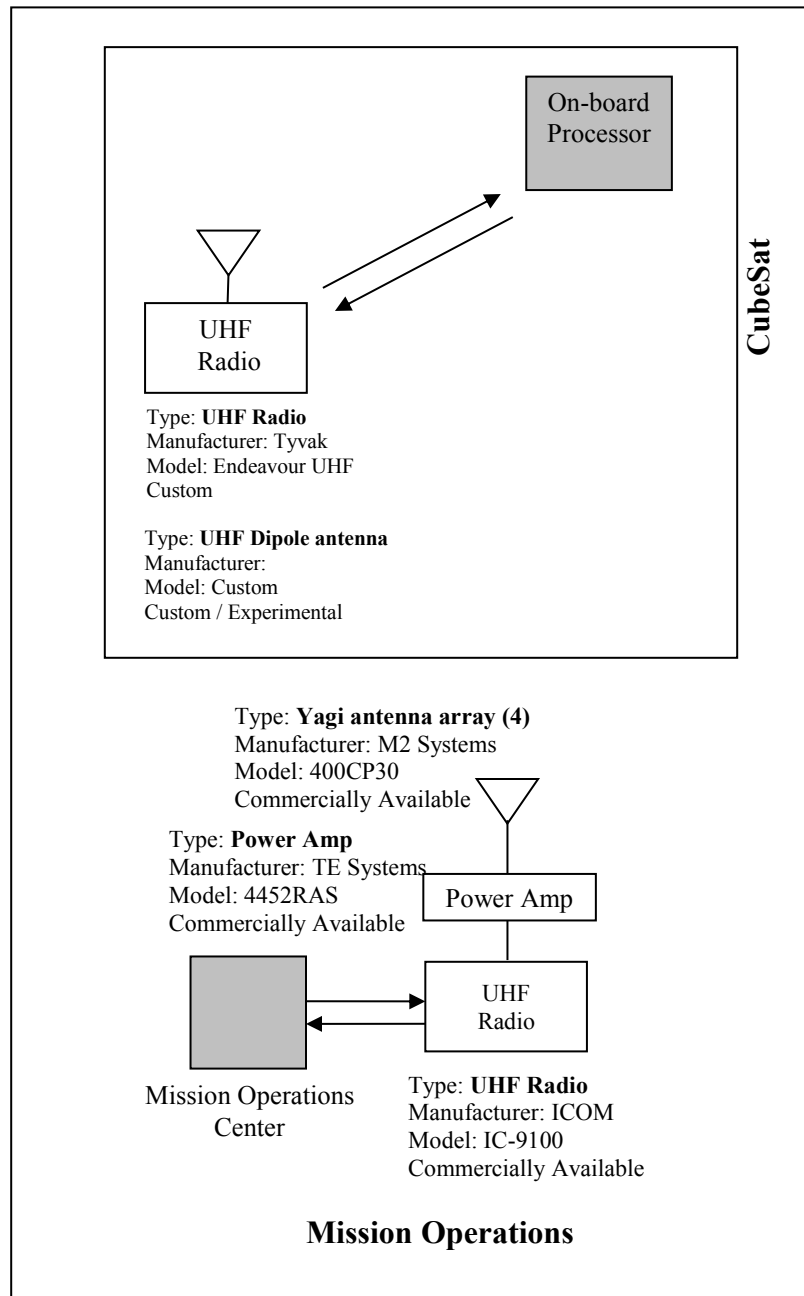 On-board
Processor
CubeSat
UHF
Radio
Type: UHF Radio
Manufacturer: Tyvak
Model: Endeavour UHF
Custom
Type: UHF Dipole antenna
Manufacturer:
Model: Custom
Custom / Experimental
Type: Yagi antenna array (4)
Manufacturer: M2 Systems
Model: 400CP30
Commercially Available
Type: Power Amp
Manufacturer: TE Systems
Model: 4452RAS
Commercially Available
Power Amp
UHF
Radio
Mission Operations
Center
Type: UHF Radio
Manufacturer: ICOM
Model: IC-9100
Commercially Available
Mission Operations